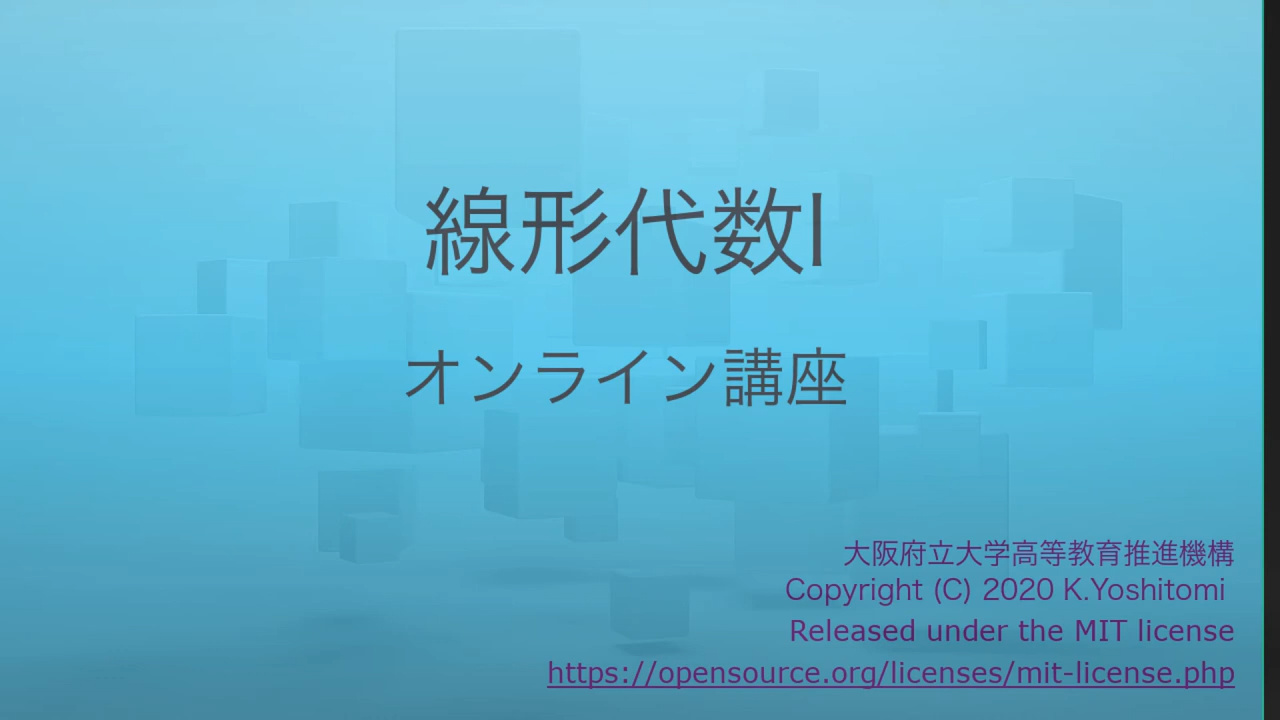 線形代数I
オンライン講座
大阪府立大学高等教育推進機構
Copyright (C) 2020 K.Yoshitomi
Released under the MIT license
https://opensource.org/licenses/mit-license.php